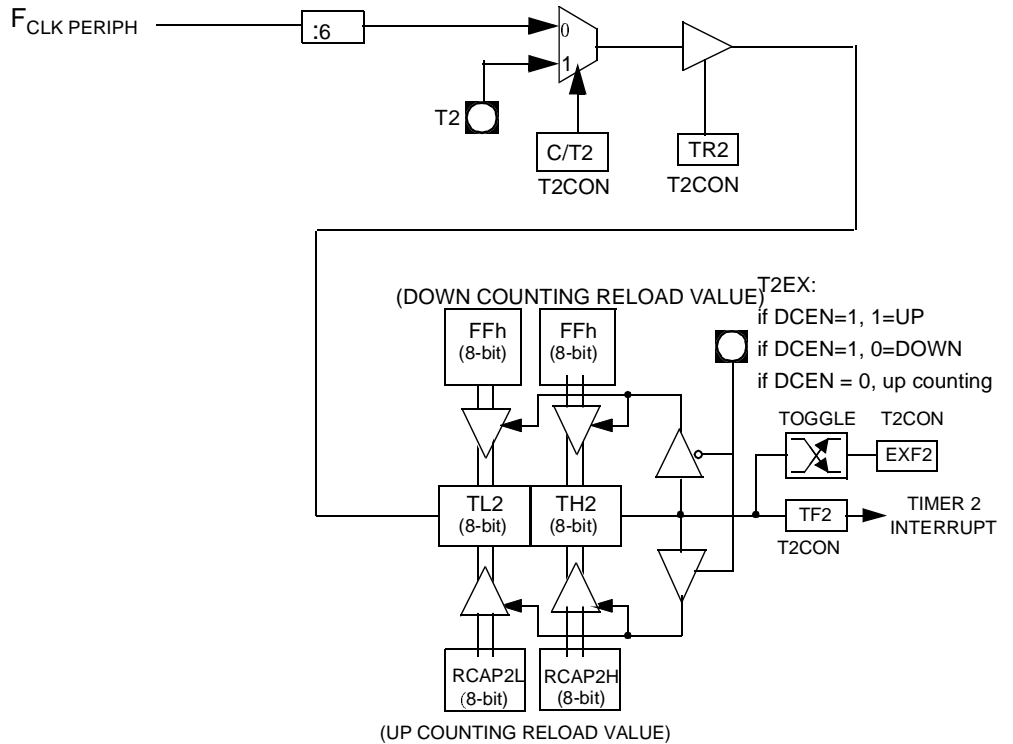 FCLK PERIPH
:6
0
1
T2
C/T2
TR2
T2CON
T2CON
T2EX:
(DOWN COUNTING RELOAD VALUE)
if DCEN=1, 1=UP
FFh
(8-bit)
FFh
(8-bit)
if DCEN=1, 0=DOWN
if DCEN = 0, up counting
TOGGLE
T2CON
EXF2
TL2
(8-bit)
TH2
(8-bit)
TF2
TIMER 2
INTERRUPT
T2CON
RCAP2L
(8-bit)
RCAP2H
(8-bit)
(UP COUNTING RELOAD VALUE)